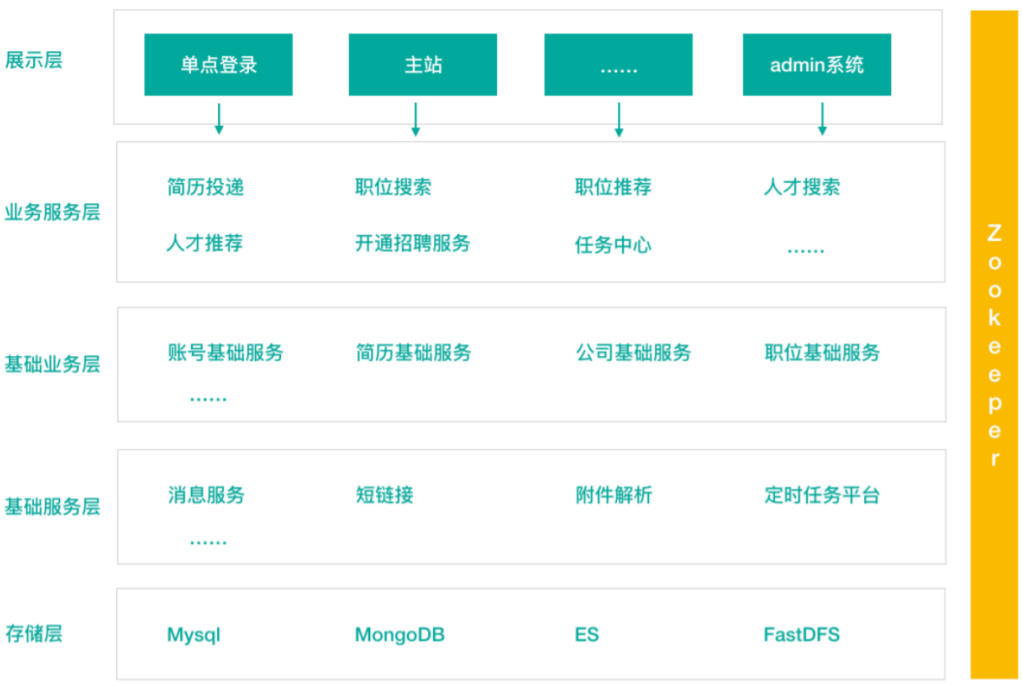 展示层
单点登录
主站
......
admin系统
业务服务层
简历投递
职位搜索
职位推荐
人才搜索
人才推荐
开通招聘服务
任务中心
......
基础业务层
账号基础服务
简历基础服务
公司基础服务
职位基础服务
......
基础服务层
消息服务
短链接
附件解析
定时任务平台
......
存储层
Mysql
MongoDB
ES
FastDFS
Zookeeper